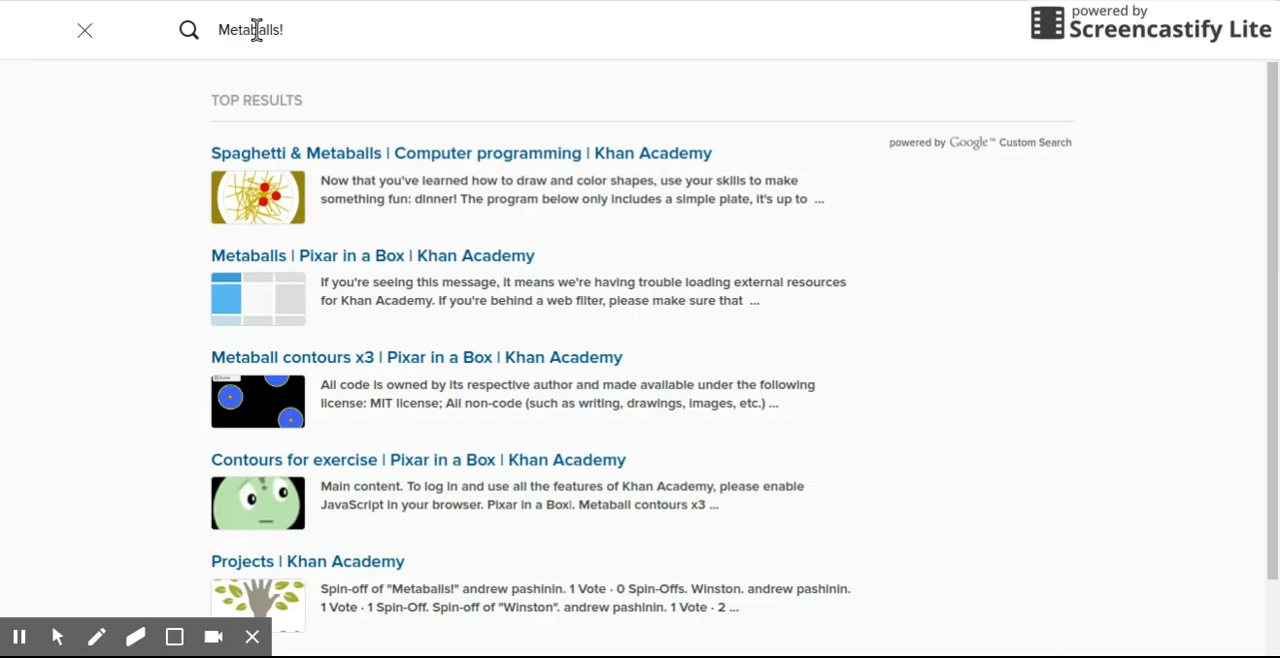 Metaballs!
powered by
Screencastify Lite
TOP RESULTS
powered by Google™ Custom Search
Spaghetti & Metaballs | Computer programming | Khan Academy
Now that you've learned how to draw and color shapes, use your skills to make
something fun: dinner! The program below only includes a simple plate, it's up to ...
Metaballs | Pixar in a Box | Khan Academy
If you're seeing this message, it means we're having trouble loading external resources
for Khan Academy. If you're behind a web filter, please make sure that ...
Metaball contours x3 | Pixar in a Box | Khan Academy
All code is owned by its respective author and made available under the following
license: MIT license; All non-code (such as writing, drawings, images, etc.) ...
Contours for exercise | Pixar in a Box | Khan Academy
Main content. To log in and use all the features of Khan Academy, please enable
JavaScript in your browser. Pixar in a Box|. Metaball contours x3 ...
Projects | Khan Academy
Spin-off of "Metaballs!" andrew pashinin. 1 Vote · 0 Spin-Offs. Winston. andrew pashinin.
1 Vote · 1 Spin-Off. Spin-off of "Winston". andrew pashinin. 1 Vote · 2 ...